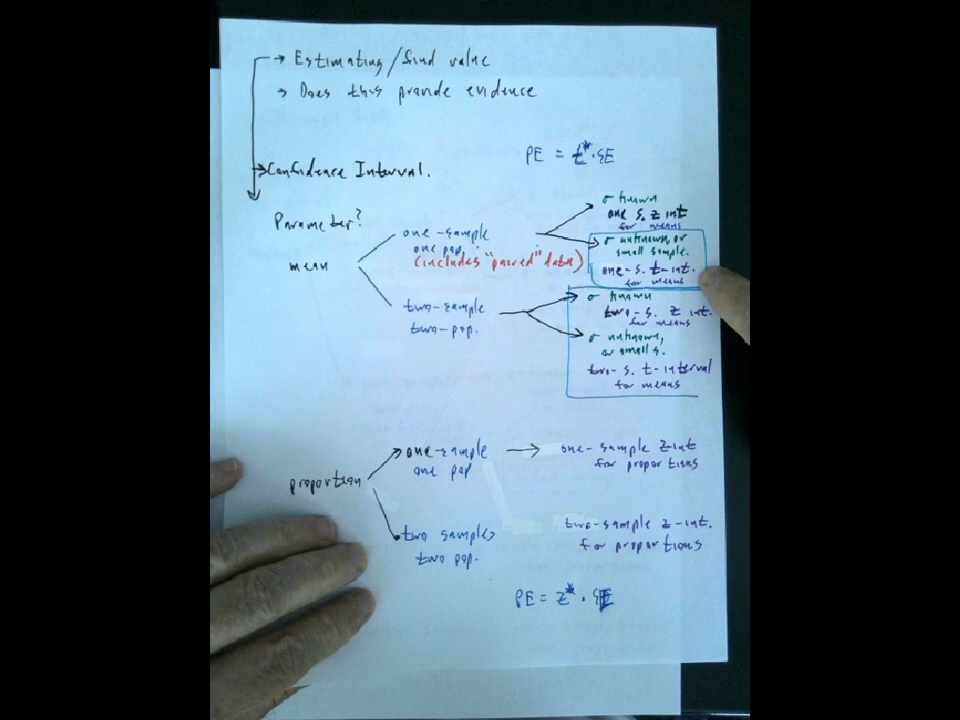 → Estimating/find value
→ Does this provide evidence
PE = t*·SE
→ Confidence Interval.
Parameter?
mean
one-sample
one pop.
(includes "paired" data)
σ known
one s. z int
for means
σ unknown, or
small sample.
one-s. t-int.
for means
two-sample
two-pop.
σ known
two-s. z int.
for means
σ unknown,
or small s.
two-s. t-interval
for means
proportion
one-sample
one pop
one-sample z-int
for proportions
two samples
two pop.
two-sample z-int.
for proportions
PE = z*·SE